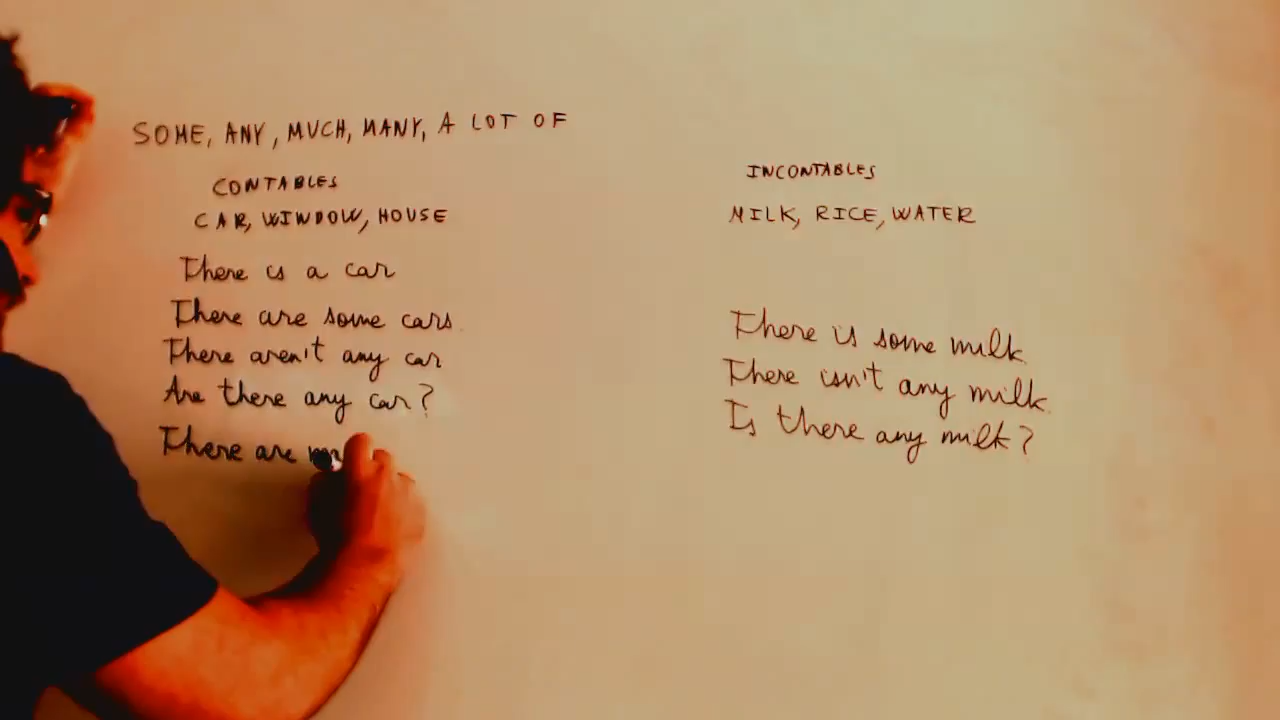 SOME, ANY, MUCH, MANY, A LOT OF
CONTABLES
CAR, WINDOW, HOUSE
There is a car
There are some cars.
There aren't any car
Are there any car?
There are
INCONTABLES
MILK, RICE, WATER
There is some milk.
There isn't any milk.
Is there any milk?